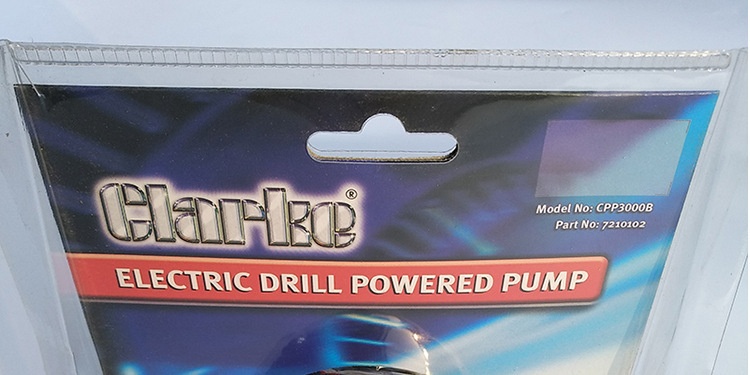 Clarke®
Model No: CPP3000B
Part No: 7210102
ELECTRIC DRILL POWERED PUMP